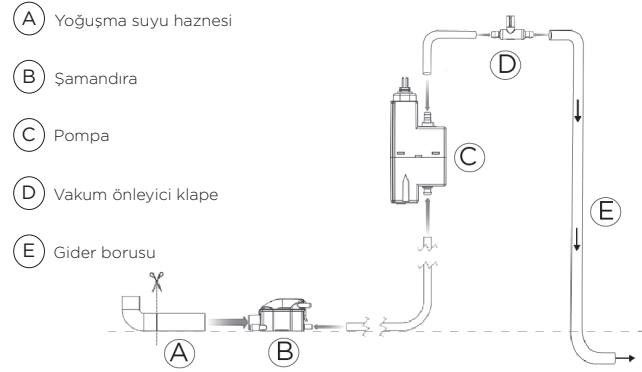 A Yoğuşma suyu haznesi
B Şamandıra
C Pompa
D Vakum önleyici klape
E Gider borusu
D
C
E
A
B